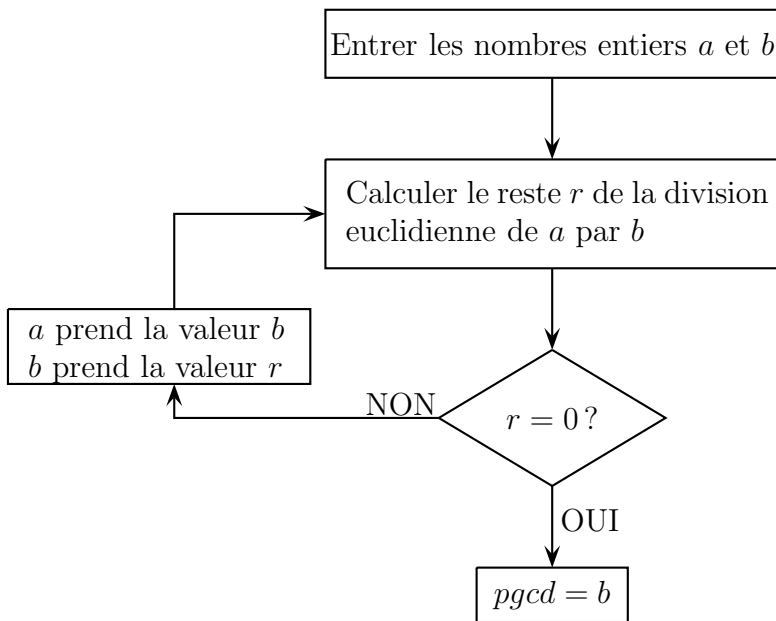 Entrer les nombres entiers a et b
Calculer le reste r de la division
euclidienne de a par b
a prend la valeur b
b prend la valeur r
NON
r = 0 ?
OUI
pgcd = b